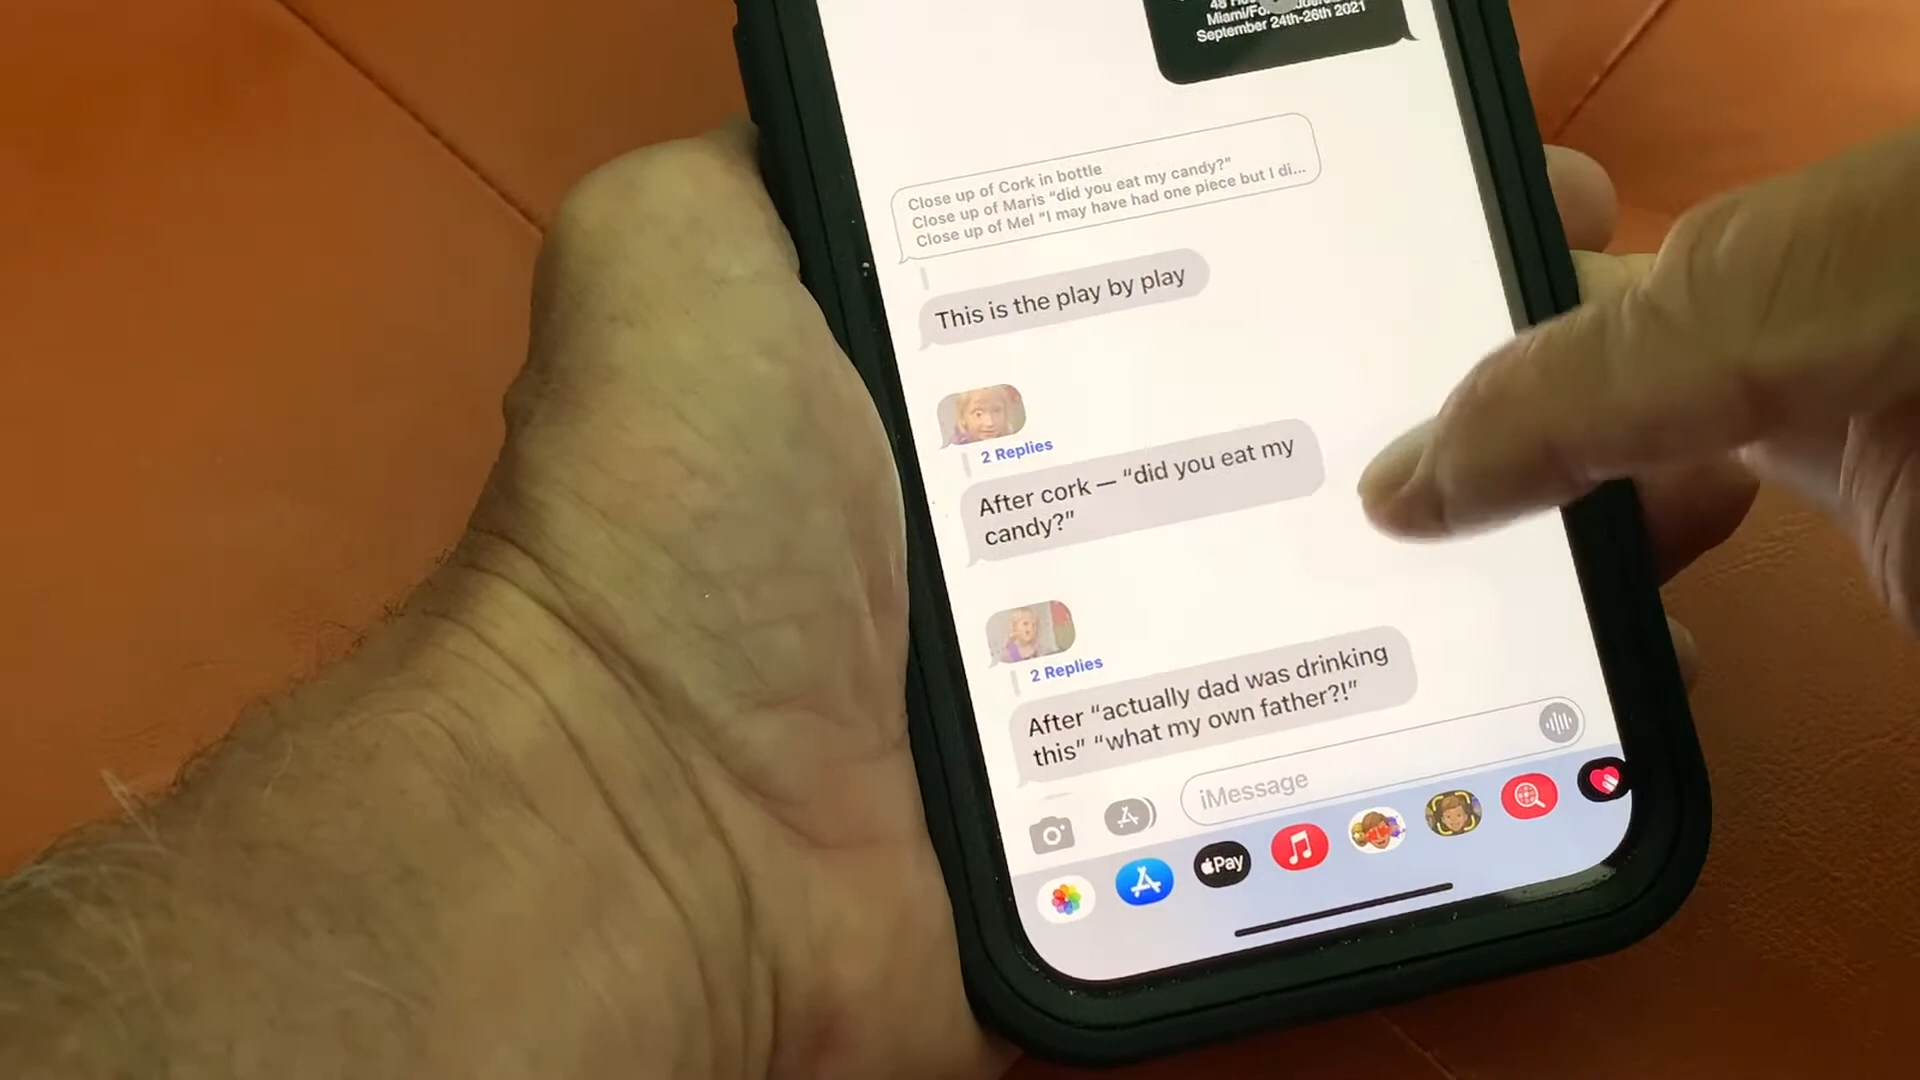 48
Miami/
September 24th-26th 2021
Close up of Cork in bottle
Close up of Maris “did you eat my candy?”
Close up of Mel “I may have had one piece but I di...
This is the play by play
2 Replies
After cork — “did you eat my
candy?”
2 Replies
After “actually dad was drinking
this” “what my own father?!”
iMessage
Pay